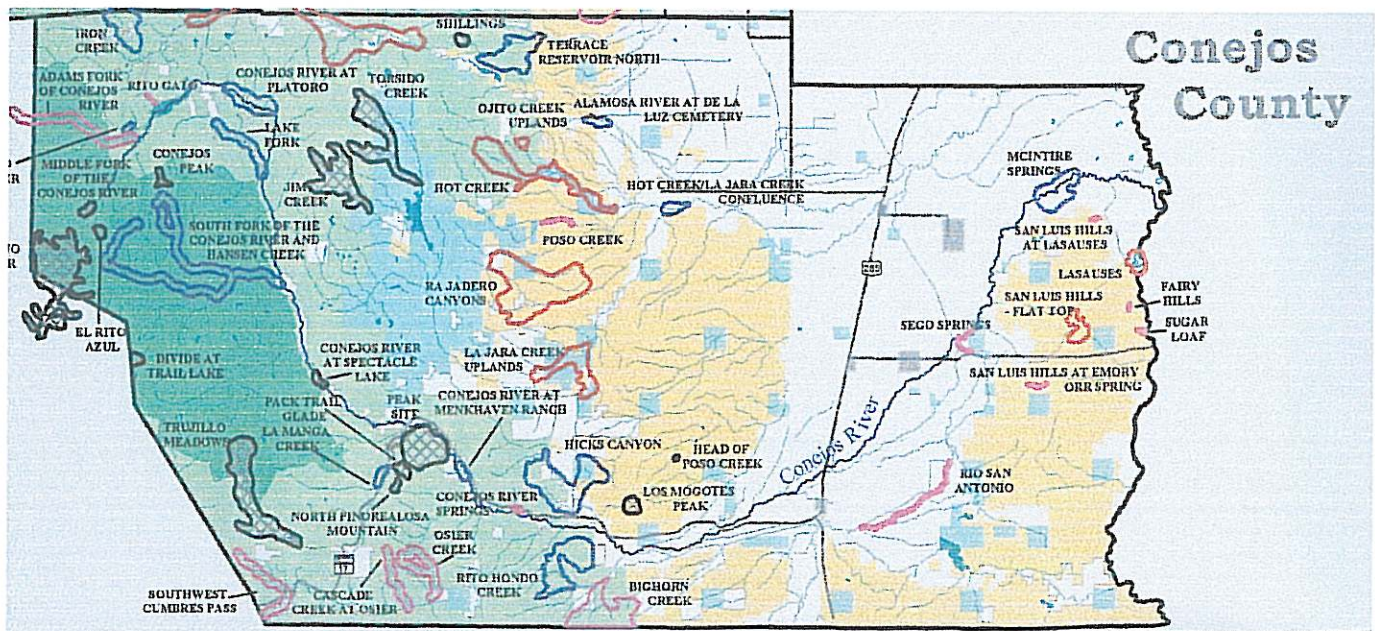 Conejos
County
SHILLINGS
IRON
CREEK
TERRACE
RESERVOIR NORTH
ADAMS FORK
OF CONEJOS
RIVER
RITO GATO
CONEJOS RIVER AT
PLATORO
TORSIDO
CREEK
OJITO CREEK
UPLANDS
ALAMOSA RIVER AT DE LA
LUZ CEMETERY
LAKE
FORK
MIDDLE FORK
OF THE
CONEJOS RIVER
CONEJOS
PEAK
JIM
CREEK
HOT CREEK
HOT CREEK/LA JARA CREEK
CONFLUENCE
MCINTIRE
SPRINGS
SOUTH FORK OF THE
CONEJOS RIVER AND
HANSEN CREEK
POSO CREEK
SAN LUIS HILLS
AT LASAUSES
285
LASAUSES
RAJADERO
CANYONS
SAN LUIS HILLS
- FLAT TOP
FAIRY
HILLS
EL RITO
AZUL
SEGO SPRINGS
SUGAR
LOAF
DIVIDE AT
TRAIL LAKE
CONEJOS RIVER
AT SPECTACLE
LAKE
LA JARA CREEK
UPLANDS
SAN LUIS HILLS AT EMORY
ORR SPRING
PACK TRAIL
GLADE
PEAK
SITE
CONEJOS RIVER AT
MENKHAVEN RANCH
TRUJILLO
MEADOWS
LA MANGA
CREEK
HICKS CANYON
HEAD OF
POSO CREEK
Conejos River
RIO SAN
ANTONIO
CONEJOS RIVER
SPRINGS
LOS MOGOTES
PEAK
NORTH PINOREALOSA
MOUNTAIN
OSIER
CREEK
17
SOUTHWEST
CUMBRES PASS
CASCADE
CREEK AT OSIER
RITO HONDO
CREEK
BIGHORN
CREEK